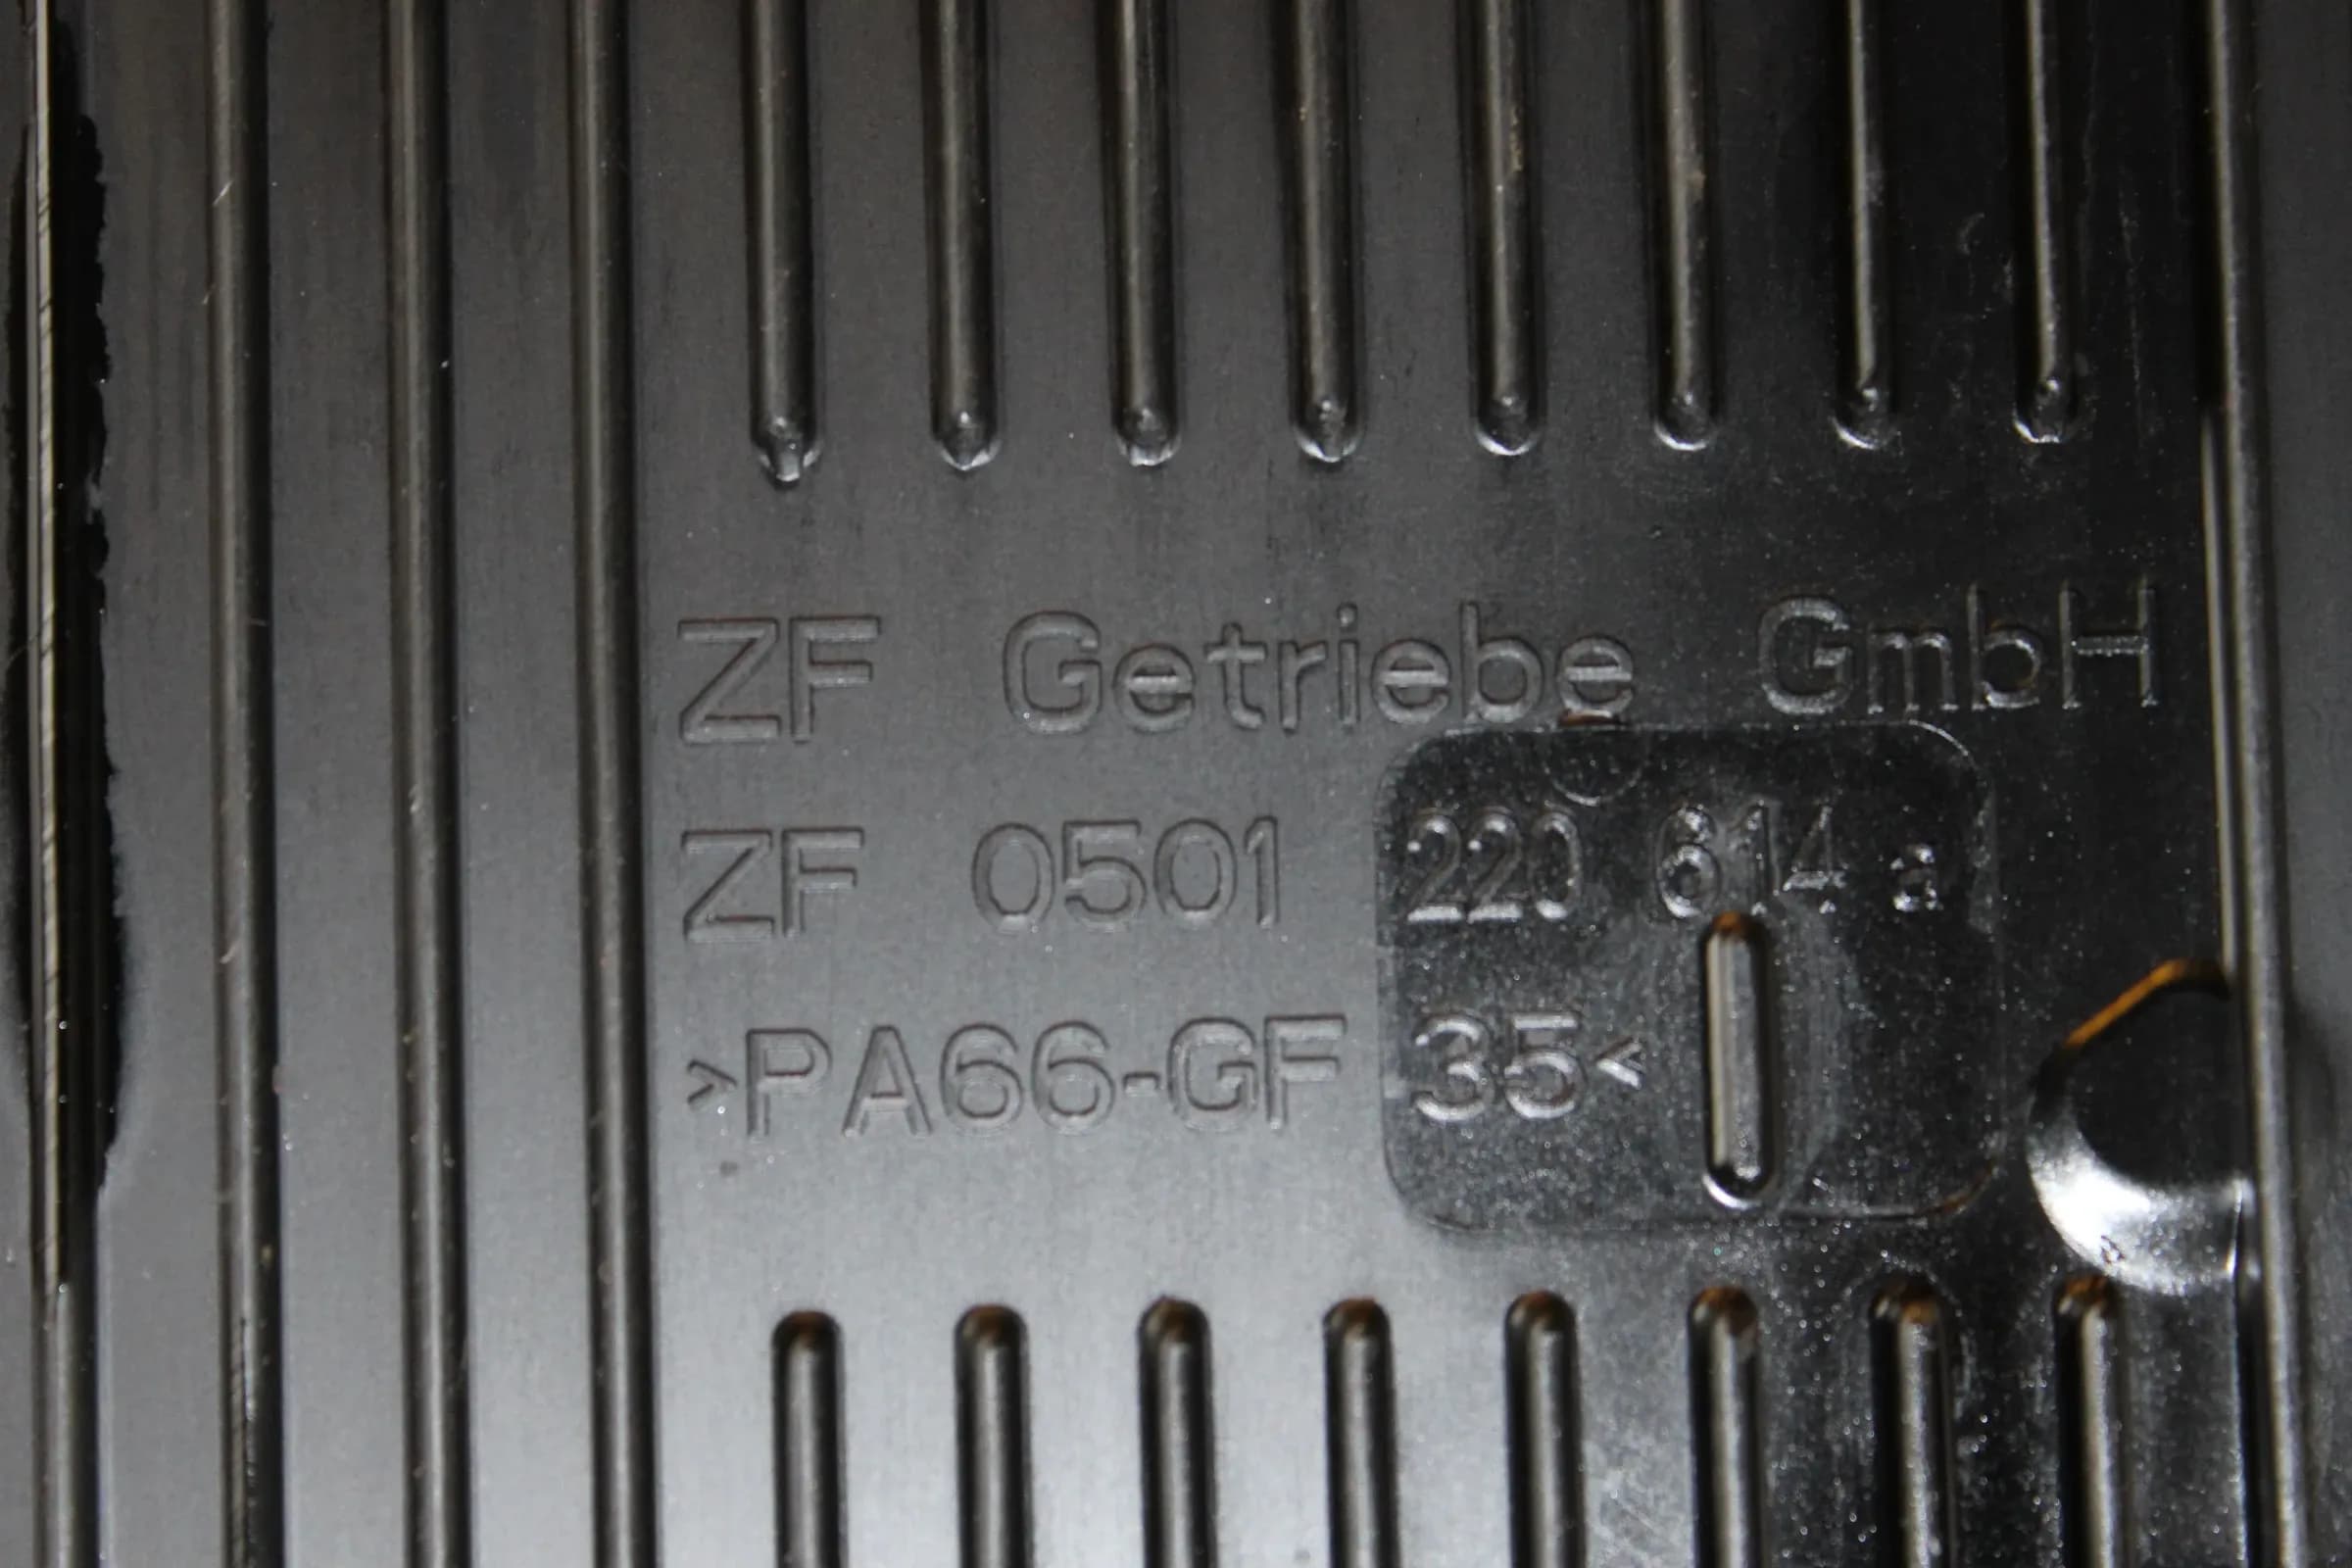 ZF Getriebe GmbH
ZF 0501 220 614 a
>PA66-GF 35<